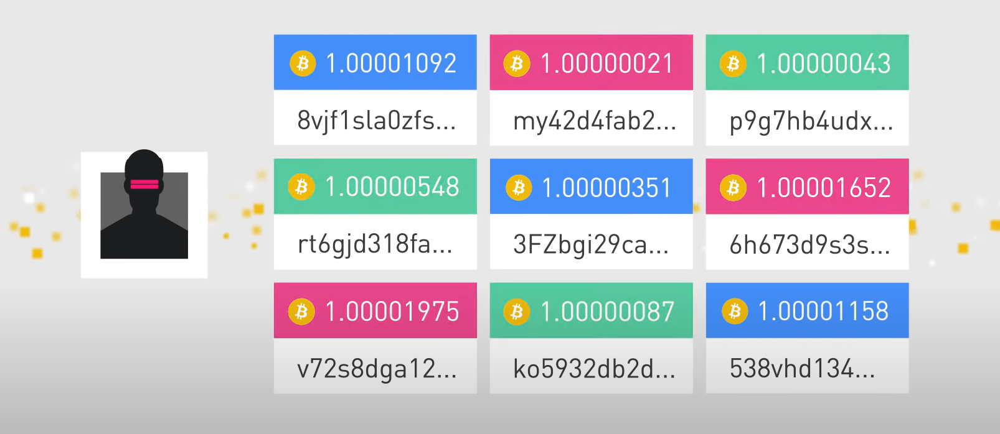 1.00001092
8vjf1sla0zfs...
1.00000021
my42d4fab2...
1.00000043
p9g7hb4udx...
1.00000548
rt6gjd318fa...
1.00000351
3FZbgi29ca...
1.00001652
6h673d9s3s...
1.00001975
v72s8dga12...
1.00000087
ko5932db2d...
1.00001158
538vhd134...